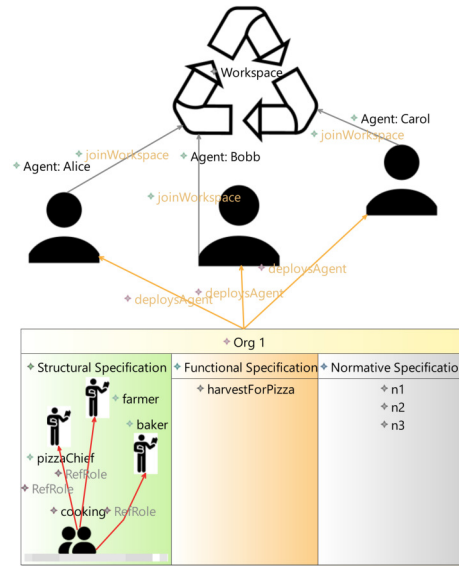 Workspace
Agent: Carol
joinWorkspace
Agent: Bobb
joinWorkspace
Agent: Alice
joinWorkspace
deploysAgent
deploysAgent
deploysAgent
Org 1
Structural Specification
Functional Specification
Normative Specification
harvestForPizza
n1
n2
n3
farmer
baker
pizzaChief
RefRole
RefRole
cooking
RefRole